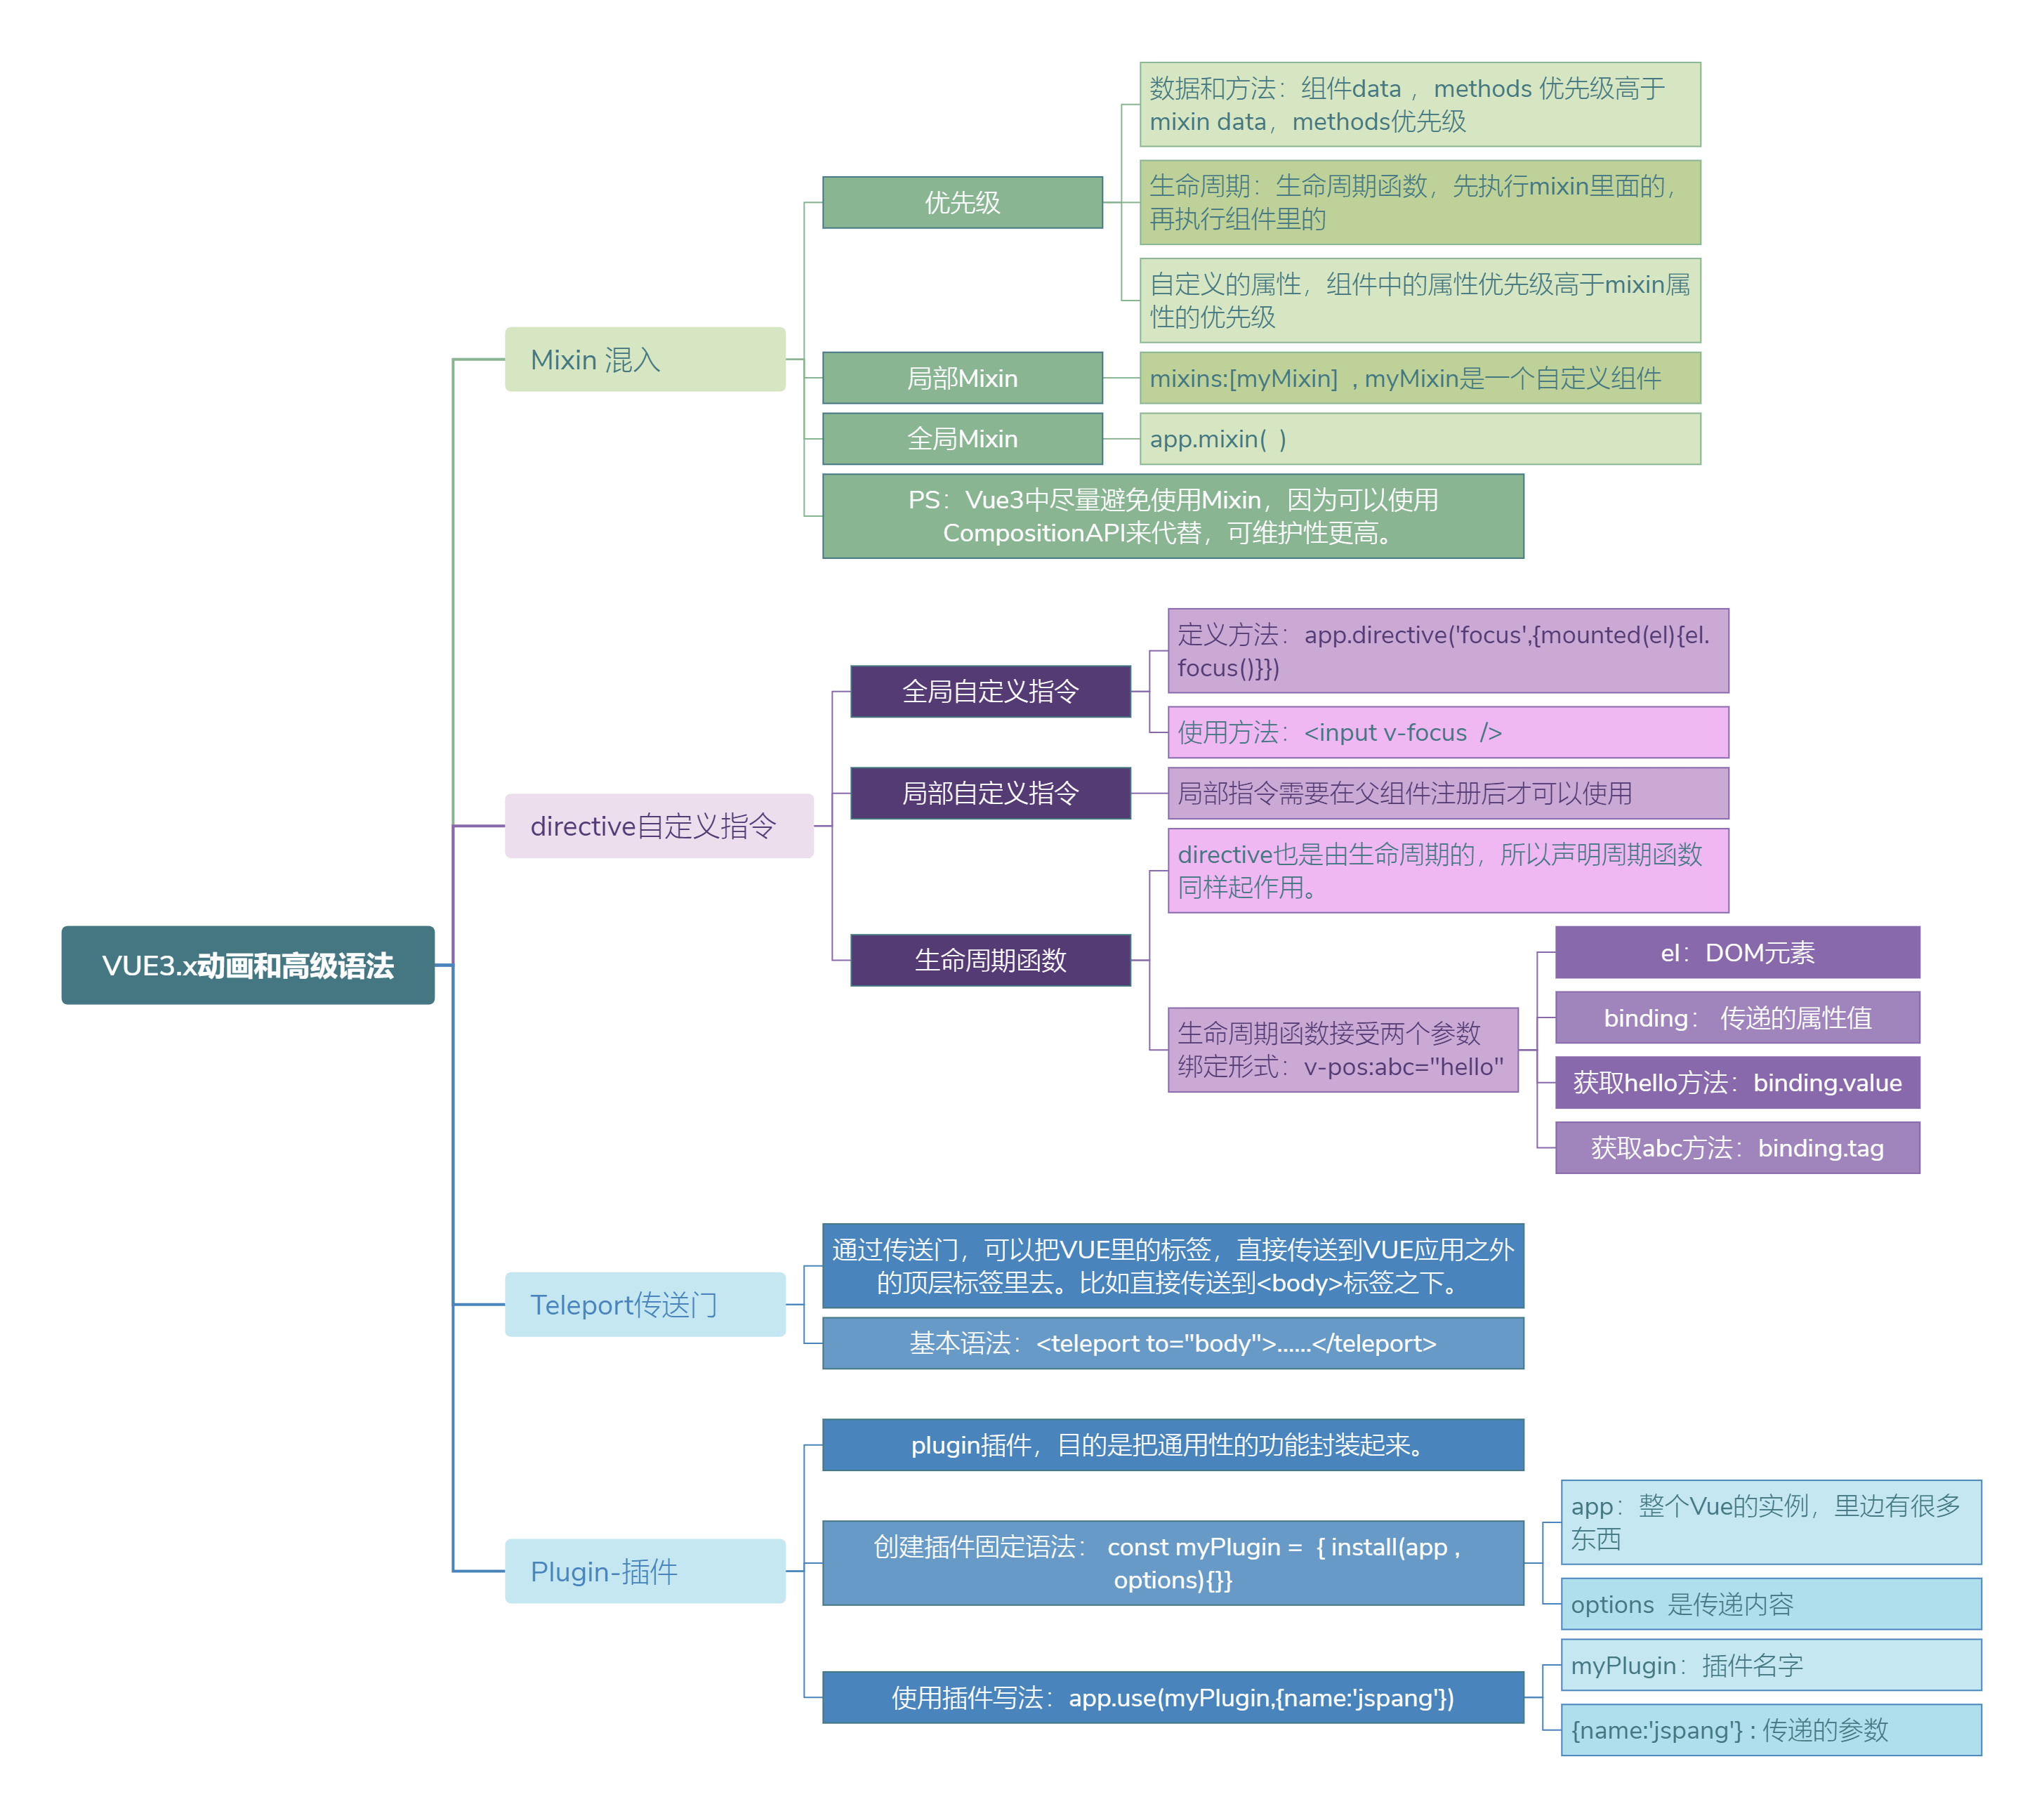 VUE3.x动画和高级语法
Mixin 混入
优先级
数据和方法：组件data ，methods 优先级高于
mixin data，methods优先级
生命周期：生命周期函数，先执行mixin里面的，
再执行组件里的
自定义的属性，组件中的属性优先级高于mixin属
性的优先级
局部Mixin
mixins:[myMixin] , myMixin是一个自定义组件
全局Mixin
app.mixin( )
PS：Vue3中尽量避免使用Mixin，因为可以使用
CompositionAPI来代替，可维护性更高。
directive自定义指令
全局自定义指令
定义方法：app.directive('focus',{mounted(el){el.
focus()}})
使用方法：<input v-focus />
局部自定义指令
局部指令需要在父组件注册后才可以使用
生命周期函数
directive也是由生命周期的，所以声明周期函数
同样起作用。
生命周期函数接受两个参数
绑定形式：v-pos:abc="hello"
el：DOM元素
binding： 传递的属性值
获取hello方法：binding.value
获取abc方法：binding.tag
Teleport传送门
通过传送门，可以把VUE里的标签，直接传送到VUE应用之外
的顶层标签里去。比如直接传送到<body>标签之下。
基本语法：<teleport to="body">......</teleport>
Plugin-插件
plugin插件，目的是把通用性的功能封装起来。
创建插件固定语法： const myPlugin = { install(app ,
options){}}
app：整个Vue的实例，里边有很多
东西
options 是传递内容
使用插件写法：app.use(myPlugin,{name:'jspang'})
myPlugin：插件名字
{name:'jspang'} : 传递的参数